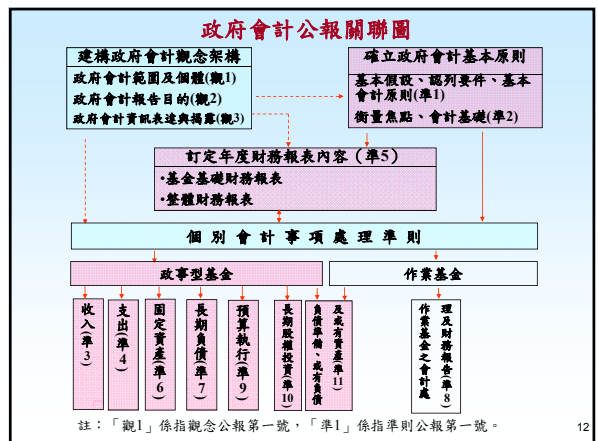 政府會計公報關聯圖
建構政府會計觀念架構
政府會計範圍及個體(觀1)
政府會計報告目的(觀2)
政府會計資訊表達與揭露(觀3)
確立政府會計基本原則
基本假設、認列要件、基本
會計原則(準1)
衡量焦點、會計基礎(準2)
訂定年度財務報表內容（準5）
•基金基礎財務報表
•整體財務報表
個別會計事項處理準則
政事型基金
作業基金
收入(準3)
支出(準4)
固定資產(準6)
長期負債(準7)
預算執行(準9)
長期股權投資(準10)
負債準備、或有負債
及或有資產(準11)
作業基金之會計處
理及財務報告(準8)
註：「觀1」係指觀念公報第一號，「準1」係指準則公報第一號。
12